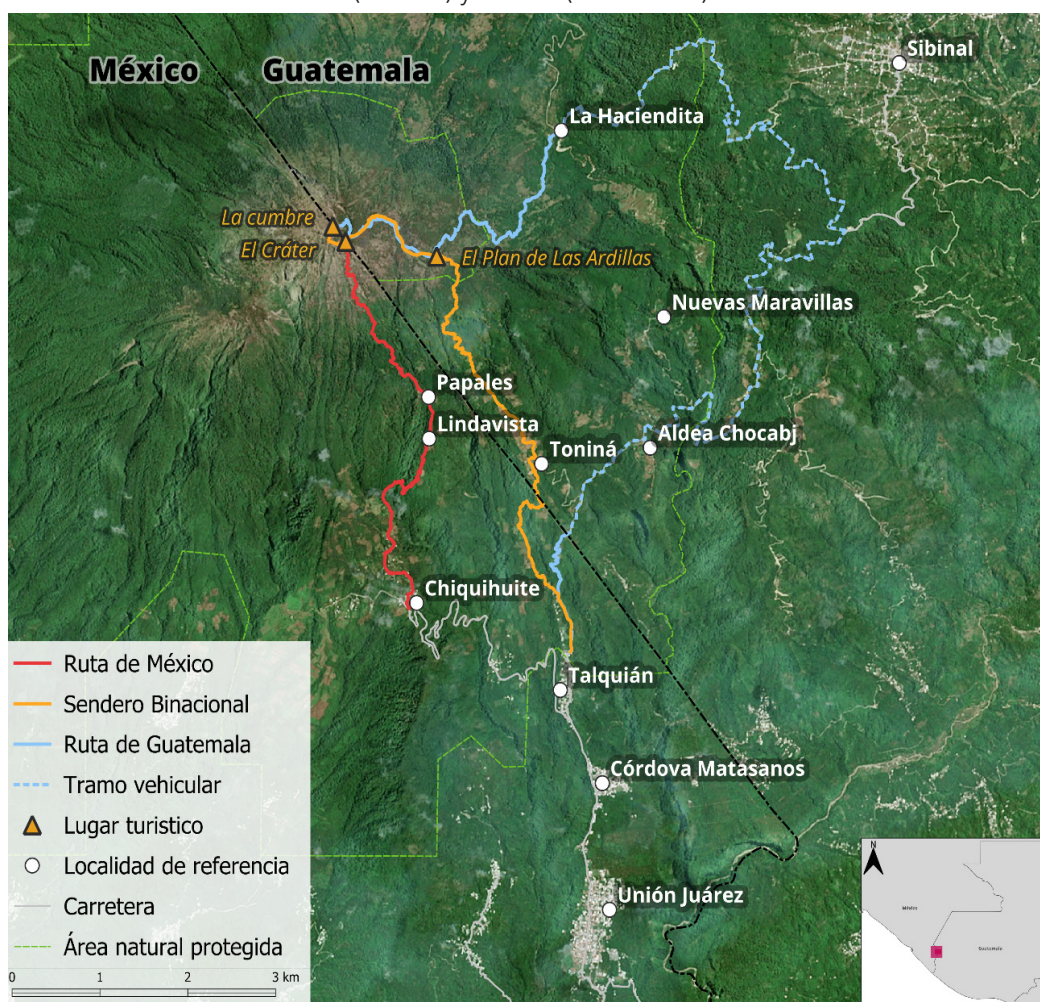 México
Guatemala
Sibinal
La Haciendita
La cumbre
El Cráter
El Plan de Las Ardillas
Nuevas Maravillas
Papales
Lindavista
Toniná
Aldea Chocabj
Chiquihuite
Talquián
Córdova Matasanos
Unión Juárez
Ruta de México
Sendero Binacional
Ruta de Guatemala
Tramo vehicular
Lugar turistico
Localidad de referencia
Carretera
Área natural protegida
0 1 2 3 km
N
México
Guatemala